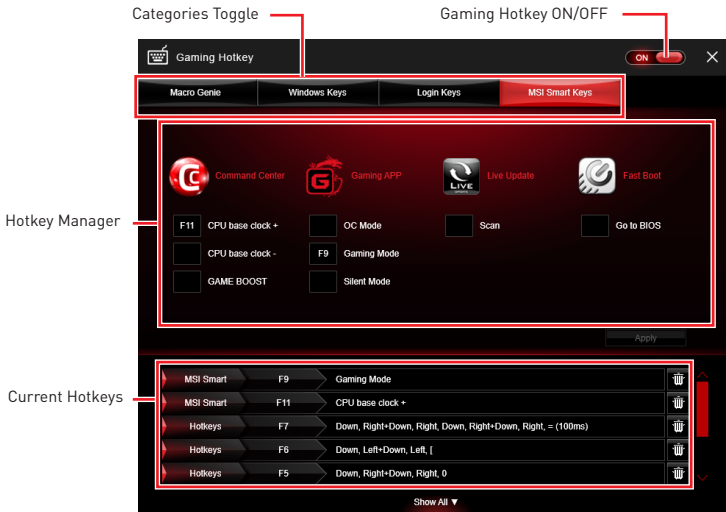 Categories Toggle
Gaming Hotkey ON/OFF
Gaming Hotkey
ON
Macro Genie
Windows Keys
Login Keys
MSI Smart Keys
Hotkey Manager
Command Center
Gaming APP
LIVE
Live Update
Fast Boot
F11 CPU base clock +
OC Mode
Scan
Go to BIOS
CPU base clock -
F9 Gaming Mode
GAME BOOST
Silent Mode
Apply
Current Hotkeys
MSI Smart F9 Gaming Mode
MSI Smart F11 CPU base clock +
Hotkeys F7 Down, Right+Down, Right, Down, Right+Down, Right, = (100ms)
Hotkeys F6 Down, Left+Down, Left, [
Hotkeys F5 Down, Right+Down, Right, 0
Show All ▼